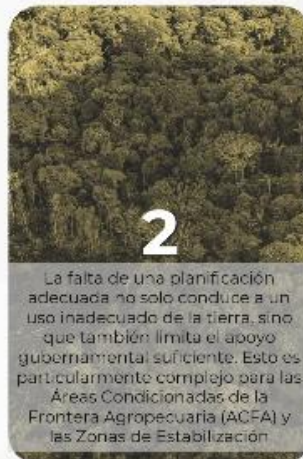 2
La falta de una planificación
adecuada no solo conduce a un
uso inadecuado de la tierra, sino
que también limita el apoyo
gubernamental suficiente. Esto es
particularmente complejo para las
Áreas Condicionadas de la
Frontera Agropecuaria (ACFA) y
las Zonas de Estabilización